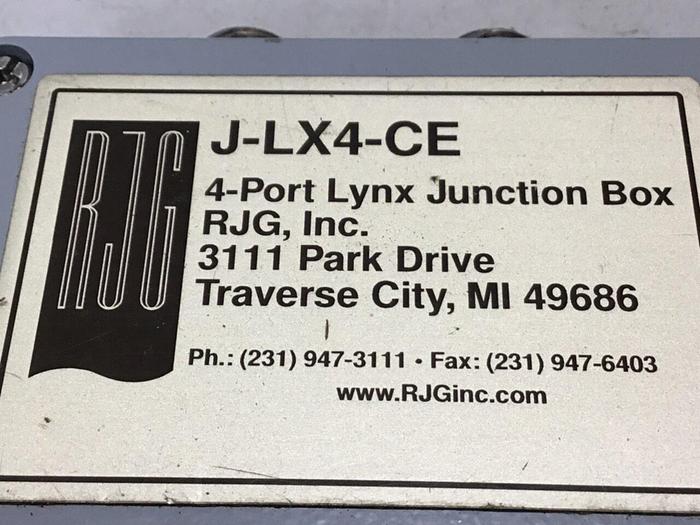 RJG
J-LX4-CE
4-Port Lynx Junction Box
RJG, Inc.
3111 Park Drive
Traverse City, MI 49686
Ph.: (231) 947-3111 • Fax: (231) 947-6403
www.RJGinc.com